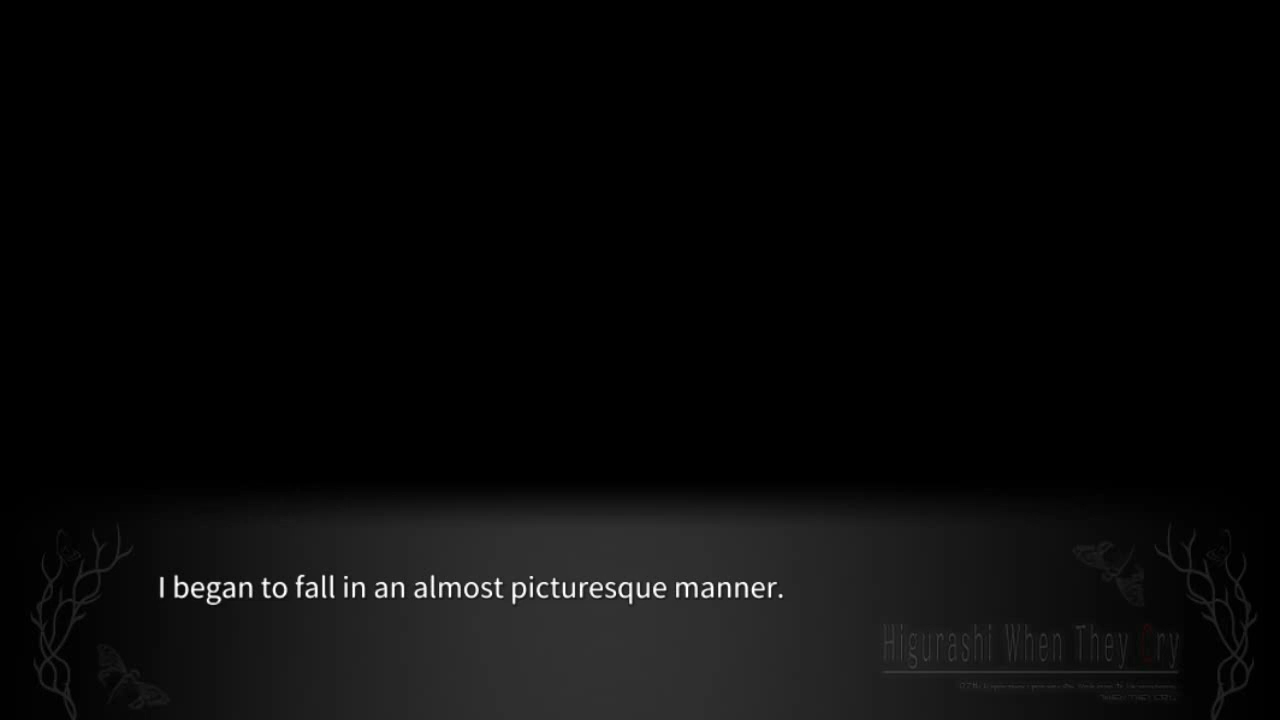 I began to fall in an almost picturesque manner.
Higurashi When They Cry